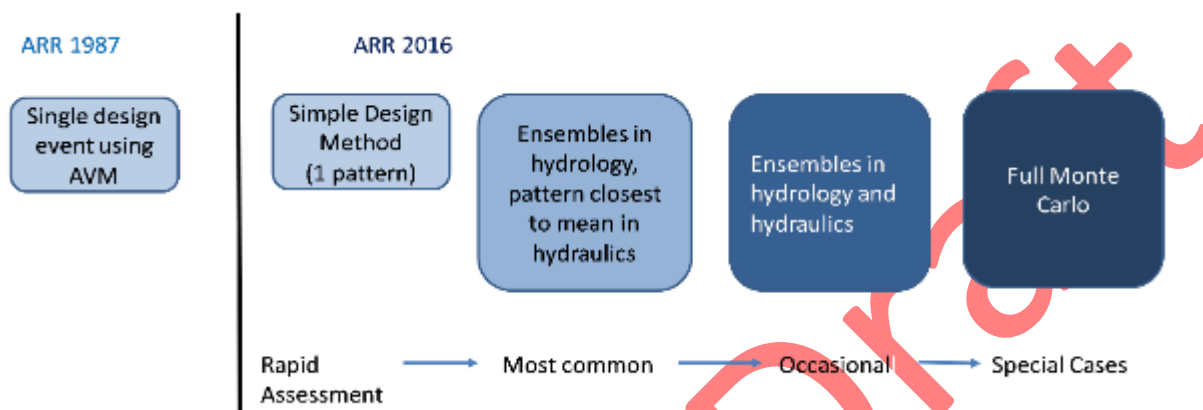 ARR 1987
ARR 2016
Single design
event using
AVM
Simple Design
Method
(1 pattern)
Ensembles in
hydrology,
pattern closest
to mean in
hydraulics
Ensembles in
hydrology and
hydraulics
Full Monte
Carlo
Rapid
Assessment
Most common
Occasional
Special Cases
Draft